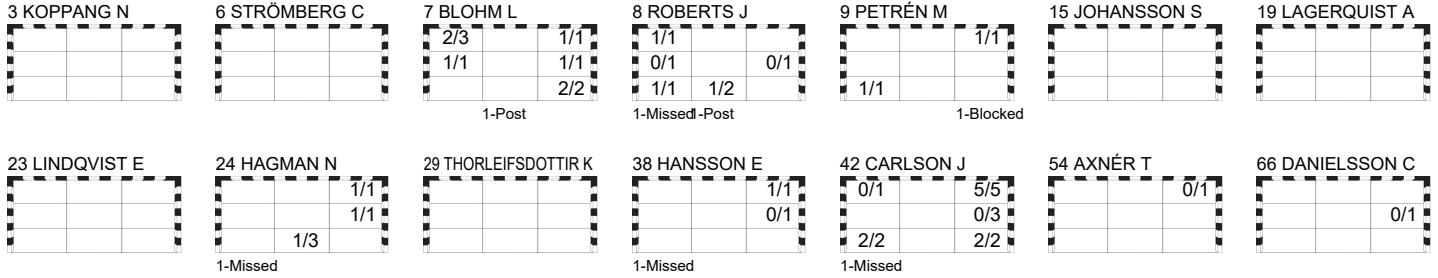 3 KOPPANG N 6 STRÖMBERG C 7 BLOHM L 8 ROBERTS J 9 PETRÉN M 15 JOHANSSON S 19 LAGERQUIST A
2/3 1/1 1/1 1/1
1/1 1/1 0/1 0/1
2/2 1/1 1/2 1/1
1-Post 1-Missed 1-Post 1-Blocked
23 LINDQVIST E 24 HAGMAN N 29 THORLEIFSDOTTIR K 38 HANSSON E 42 CARLSON J 54 AXNÉR T 66 DANIELSSON C
1/1 1/1 0/1 5/5 0/1
1/1 0/1 0/3 0/1
1/3 2/2 2/2
1-Missed 1-Missed 1-Missed